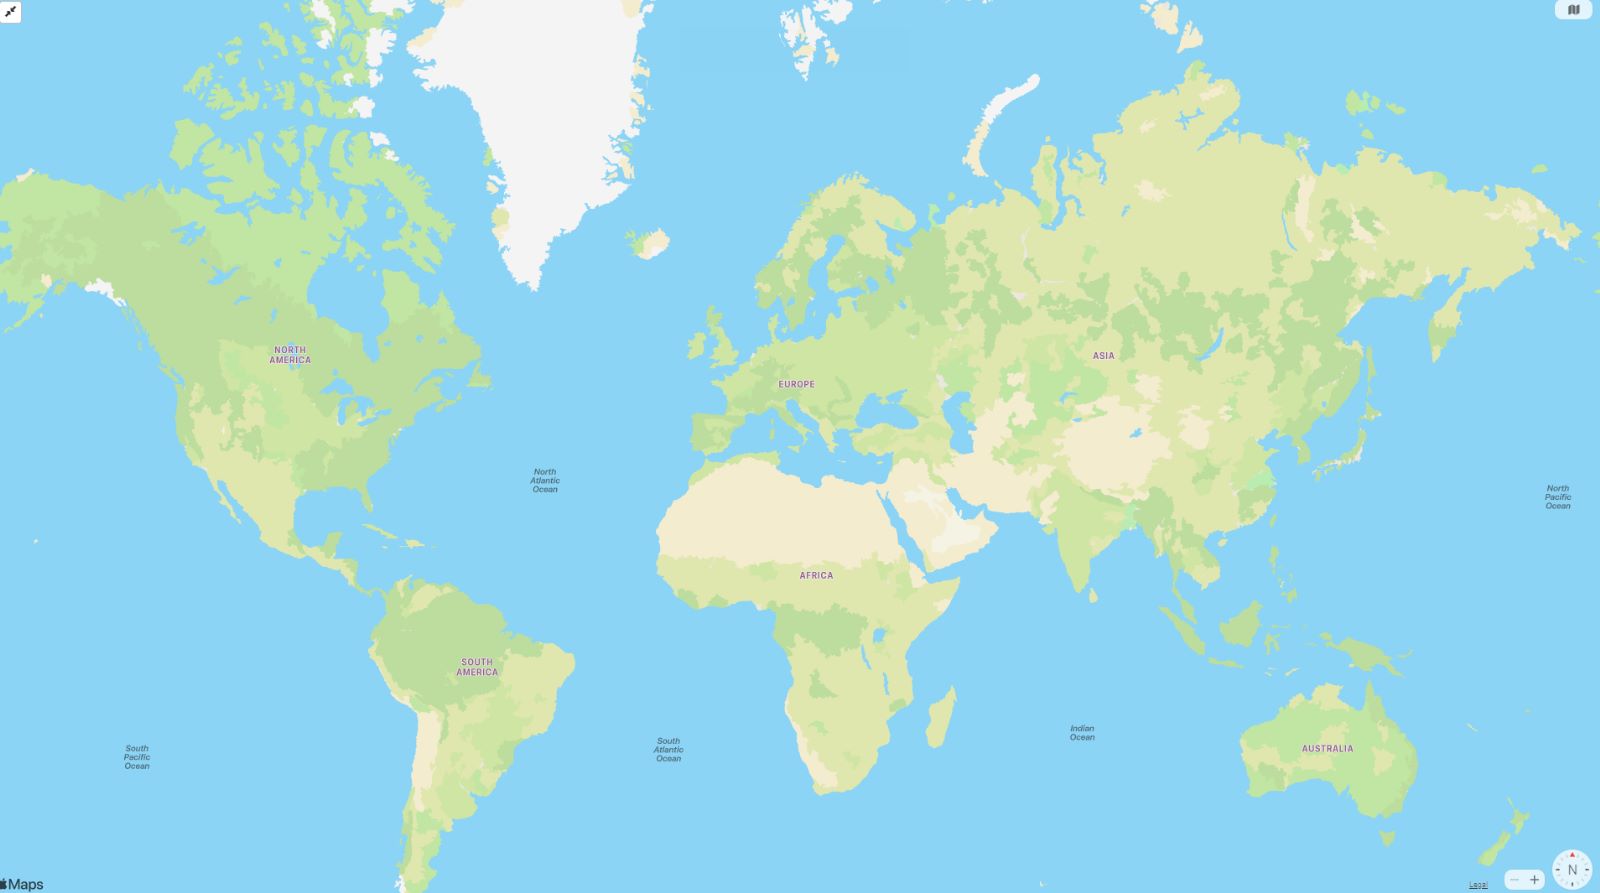 NORTH
AMERICA
EUROPE
ASIA
North
Atlantic
Ocean
North
Pacific
Ocean
AFRICA
SOUTH
AMERICA
South
Pacific
Ocean
South
Atlantic
Ocean
Indian
Ocean
AUSTRALIA
Maps
Legal
N